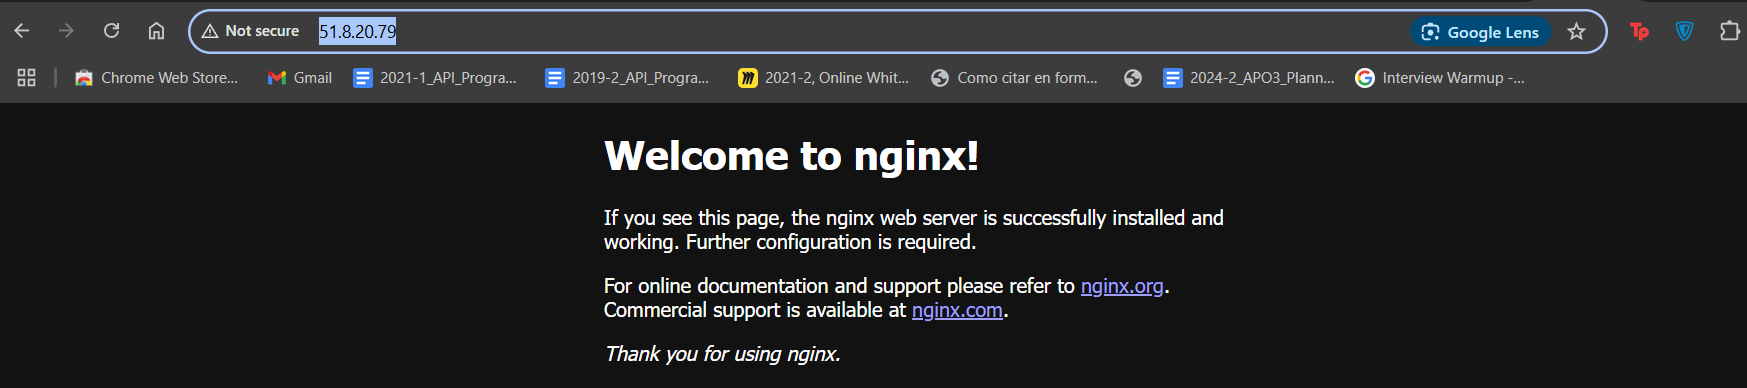 Not secure 51.8.20.79 Google Lens Tp
Chrome Web Store... Gmail 2021-1_API_Progra... 2019-2_API_Progra... 2021-2, Online Whit... Como citar en form... 2024-2_APO3_Plann... Interview Warmup -...
Welcome to nginx!
If you see this page, the nginx web server is successfully installed and
working. Further configuration is required.
For online documentation and support please refer to nginx.org.
Commercial support is available at nginx.com.
Thank you for using nginx.